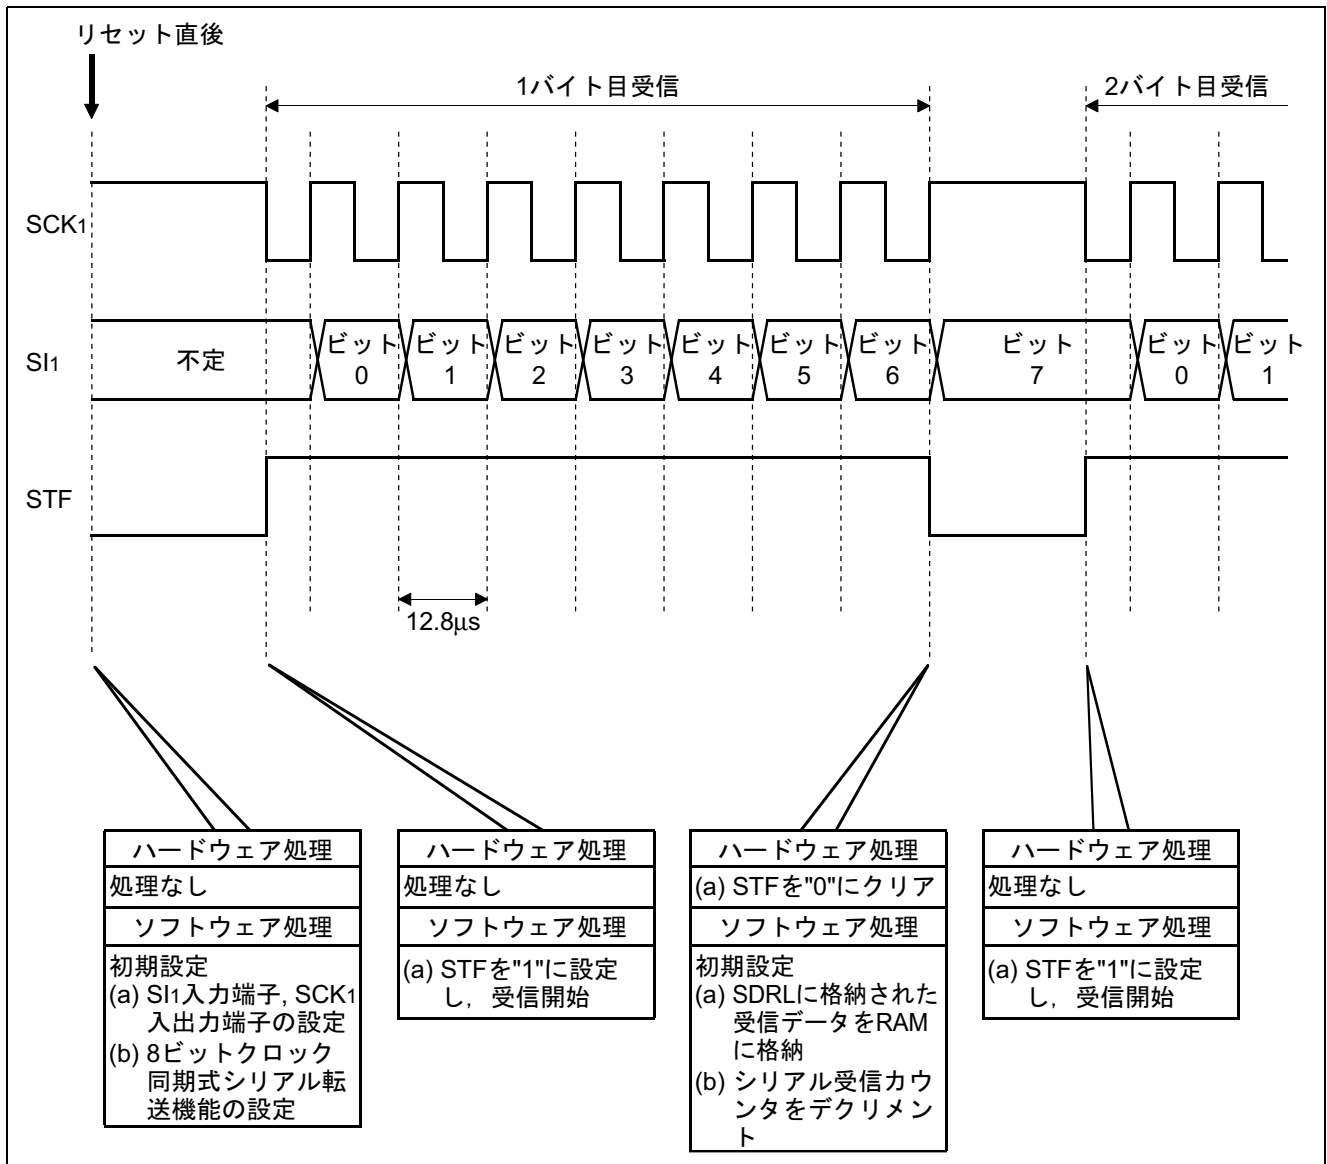 リセット直後
1バイト目受信
2バイト目受信
SCK1
SI1
不定
ビット
0
ビット
1
ビット
2
ビット
3
ビット
4
ビット
5
ビット
6
ビット
7
ビット
0
ビット
1
STF
12.8μs
ハードウェア処理
処理なし
ソフトウェア処理
初期設定
(a) SI1入力端子, SCK1
入出力端子の設定
(b) 8ビットクロック
同期式シリアル転
送機能の設定
ハードウェア処理
処理なし
ソフトウェア処理
(a) STFを"1"に設定
し， 受信開始
ハードウェア処理
(a) STFを"0"にクリア
ソフトウェア処理
初期設定
(a) SDRLに格納された
受信データをRAM
に格納
(b) シリアル受信カウ
ンタをデクリメン
ト
ハードウェア処理
処理なし
ソフトウェア処理
(a) STFを"1"に設定
し， 受信開始